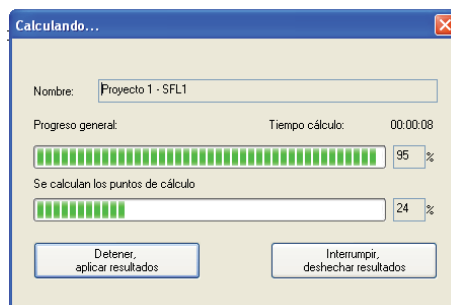 Calculando...
Nombre: Proyecto 1 - SFL1
Progreso general: Tiempo cálculo: 00:00:08
95 %
Se calculan los puntos de cálculo
24 %
Detener,
aplicar resultados
Interrumpir,
deshechar resultados